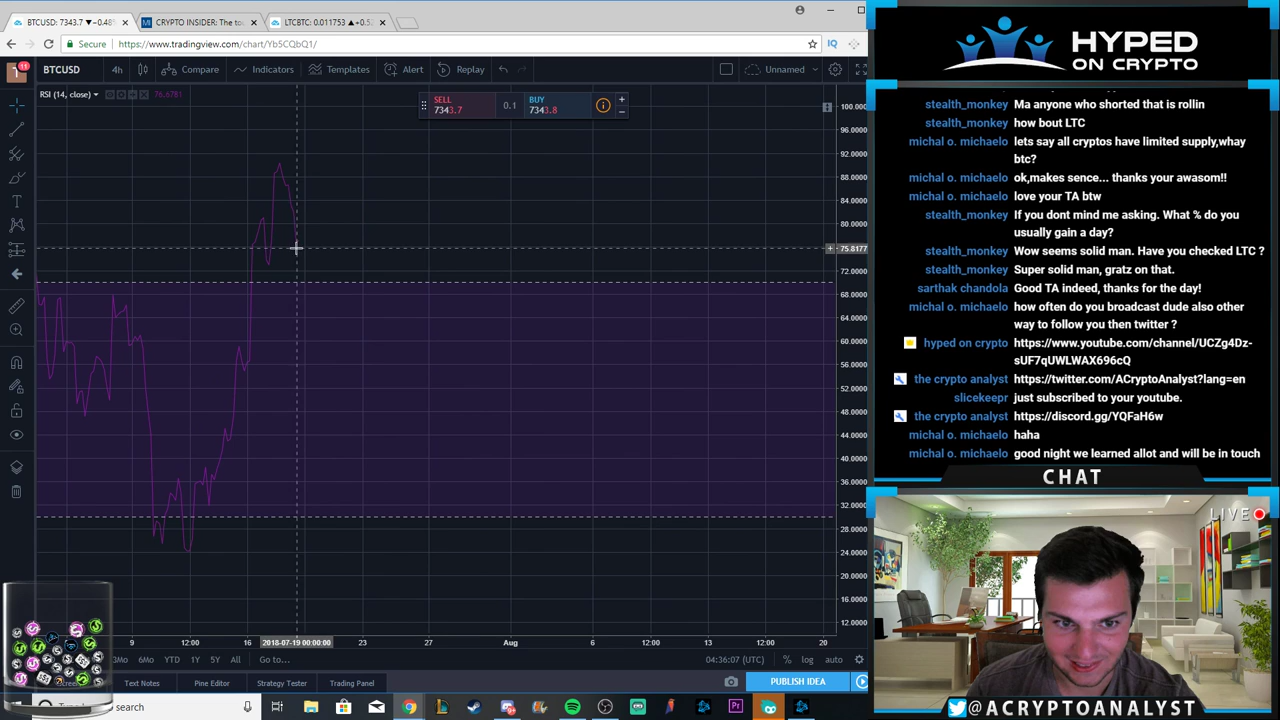 BTCUSD: 7343.7 ▼−0.48%
CRYPTO INSIDER: The to
LTCBTC: 0.011753 ▲+0.5
Secure
https://www.tradingview.com/chart/Yb5CQbQ1/
BTCUSD
4h
Compare
Indicators
Templates
Alert
Replay
Unnamed
11
RSI (14, close)
76.6781
SELL
7343.7
0.1
BUY
7343.8
100.0000
96.0000
92.0000
88.0000
84.0000
80.0000
75.8177
72.0000
68.0000
64.0000
60.0000
56.0000
52.0000
48.0000
44.0000
40.0000
36.0000
32.0000
28.0000
24.0000
20.0000
16.0000
12.0000
9
12:00
16
2018-07-19 00:00:00
23
27
Aug
6
12:00
13
12:00
20
3Mo
6Mo
YTD
1Y
5Y
All
Go to...
04:36:07 (UTC)
%
log
auto
Text Notes
Pine Editor
Strategy Tester
Trading Panel
PUBLISH IDEA
search
HYPED
ON CRYPTO
stealth_monkey Ma anyone who shorted that is rollin
stealth_monkey how bout LTC
michal o. michaelo lets say all cryptos have limited supply,whay
btc?
michal o. michaelo ok,makes sence... thanks your awasom!!
michal o. michaelo love your TA btw
stealth_monkey If you dont mind me asking. What % do you
usually gain a day?
stealth_monkey Wow seems solid man. Have you checked LTC ?
stealth_monkey Super solid man, gratz on that.
sarthak chandola Good TA indeed, thanks for the day!
michal o. michaelo how often do you broadcast dude also other
way to follow you then twitter ?
hyped on crypto https://www.youtube.com/channel/UCZg4Dz-
sUF7qUWLWAX696cQ
the crypto analyst https://twitter.com/ACryptoAnalyst?lang=en
slicekeepr just subscribed to your youtube.
the crypto analyst https://discord.gg/YQFaH6w
michal o. michaelo haha
michal o. michaelo good night we learned allot and will be in touch
CHAT
LIVE
@ACRYPTOANALYST